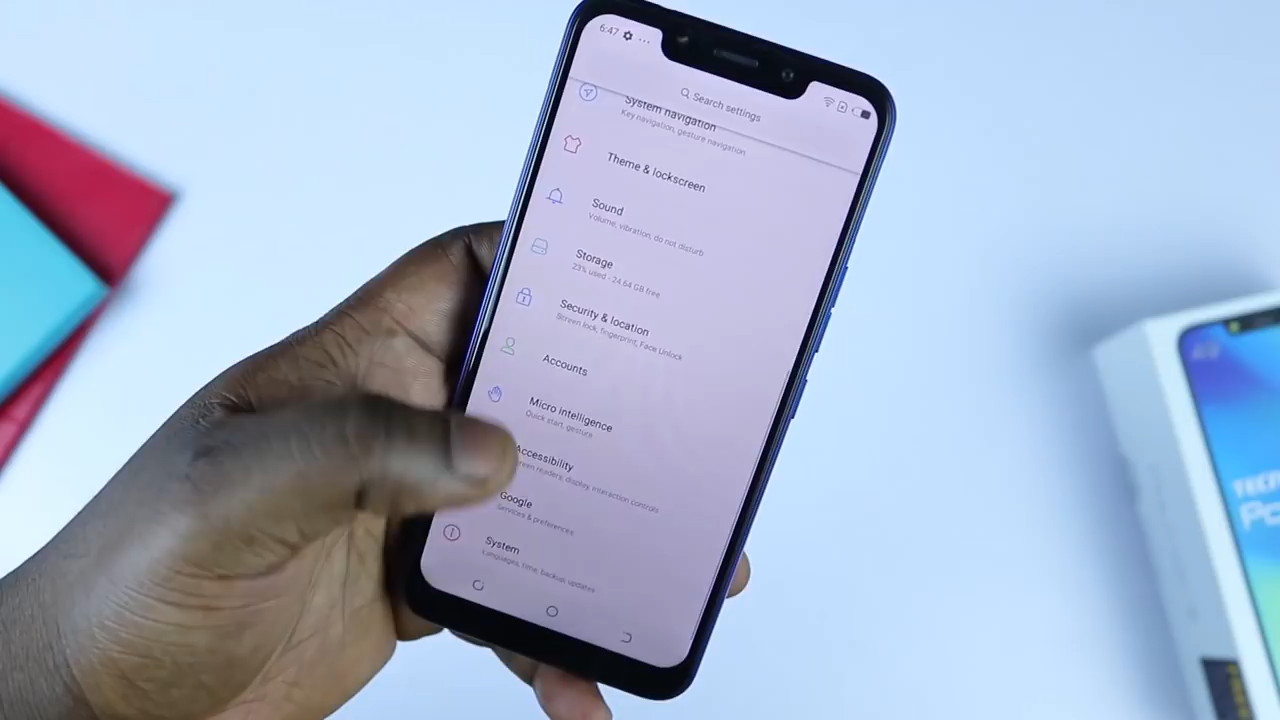 6:47
Search settings
System navigation
Key navigation, gesture navigation
Theme & lockscreen
Sound
Volume, vibration, do not disturb
Storage
23% used - 24.64 GB free
Security & location
Screen lock, fingerprint, Face Unlock
Accounts
Micro intelligence
Quick start, gesture
Accessibility
readers, display, interaction controls
Google
Services & preferences
System
Languages, time, backup, updates